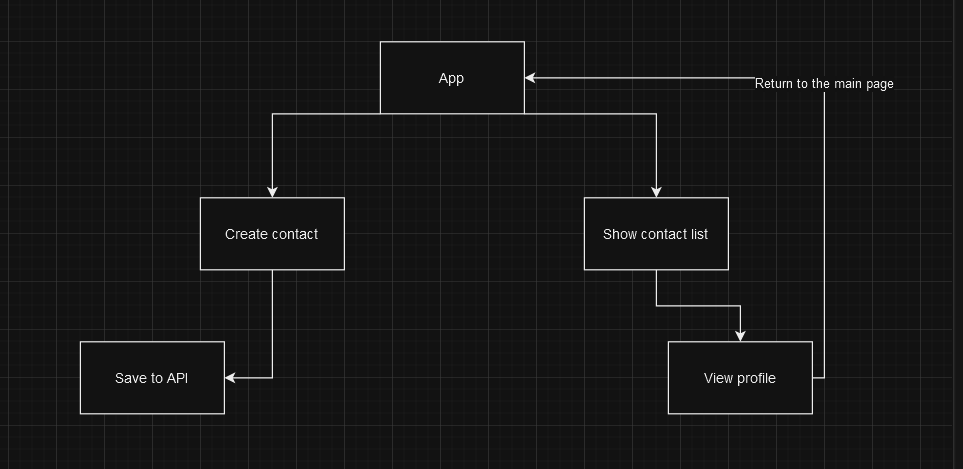 App
Return to the main page
Create contact
Show contact list
Save to API
View profile